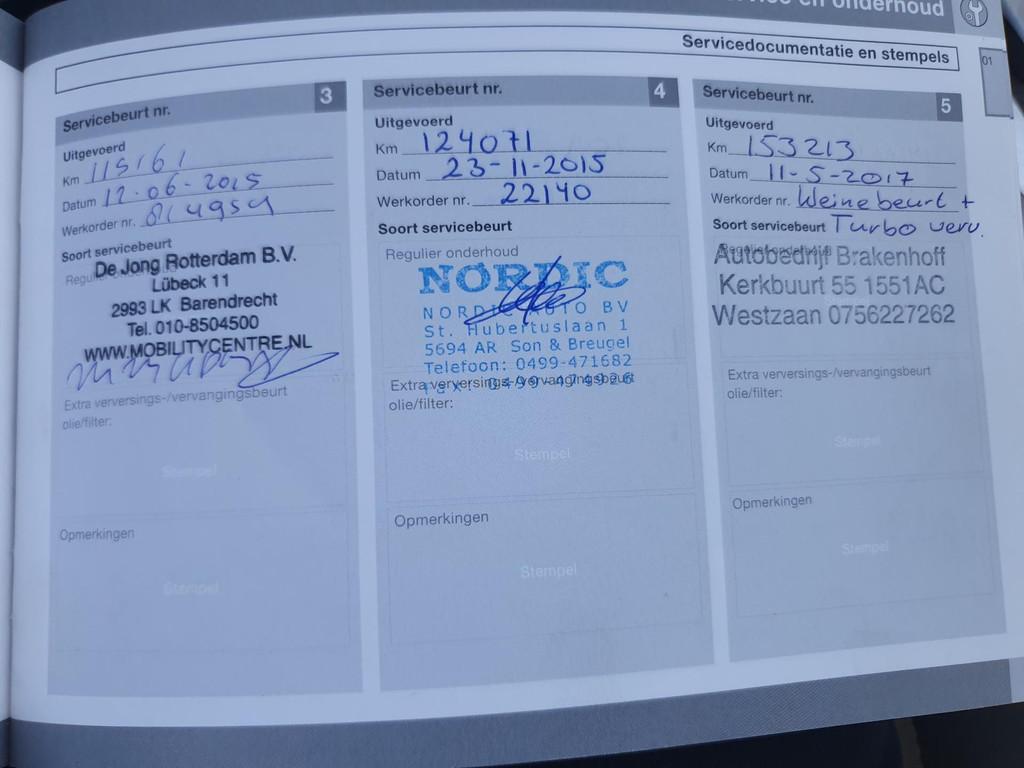 onderhoud
Servicedocumentatie en stempels
01
Servicebeurt nr. 3
Uitgevoerd
Km 115161
Datum 12-06-2015
Werkorder nr.
Soort servicebeurt
De Jong Rotterdam B.V.
Lübeck 11
2993 LK Barendrecht
Tel. 010-8504500
WWW.MOBILITYCENTRE.NL
Extra verversings-/vervangingsbeurt
olie/filter:
Stempel
Opmerkingen
Stempel
Servicebeurt nr. 4
Uitgevoerd
Km 124071
Datum 23-11-2015
Werkorder nr. 22140
Soort servicebeurt
Regulier onderhoud
NORDIC
NORDIC AUTO BV
St. Hubertuslaan 1
5694 AR Son & Breugel
Telefoon: 0499-471682
Extra verversings-/vervangingsbeurt
olie/filter:
Stempel
Opmerkingen
Stempel
Servicebeurt nr. 5
Uitgevoerd
Km 153213
Datum 11-5-2017
Werkorder nr. Kleine beurt +
Soort servicebeurt Turbo verv.
Regulier onderhoud
Autobedrijf Brakenhoff
Kerkbuurt 55 1551AC
Westzaan 0756227262
Extra verversings-/vervangingsbeurt
olie/filter:
Stempel
Opmerkingen
Stempel